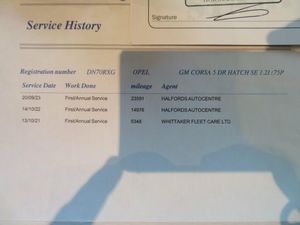 Signature
Service History
Registration number DN70RXG OPEL GM CORSA 5 DR HATCH SE 1.2I (75P
Service Date Work Done mileage Agent
20/09/23 First/Annual Service 23591 HALFORDS AUTOCENTRE
14/10/22 First/Annual Service 14976 HALFORDS AUTOCENTRE
13/10/21 First/Annual Service 6348 WHITTAKER FLEET CARE LTD